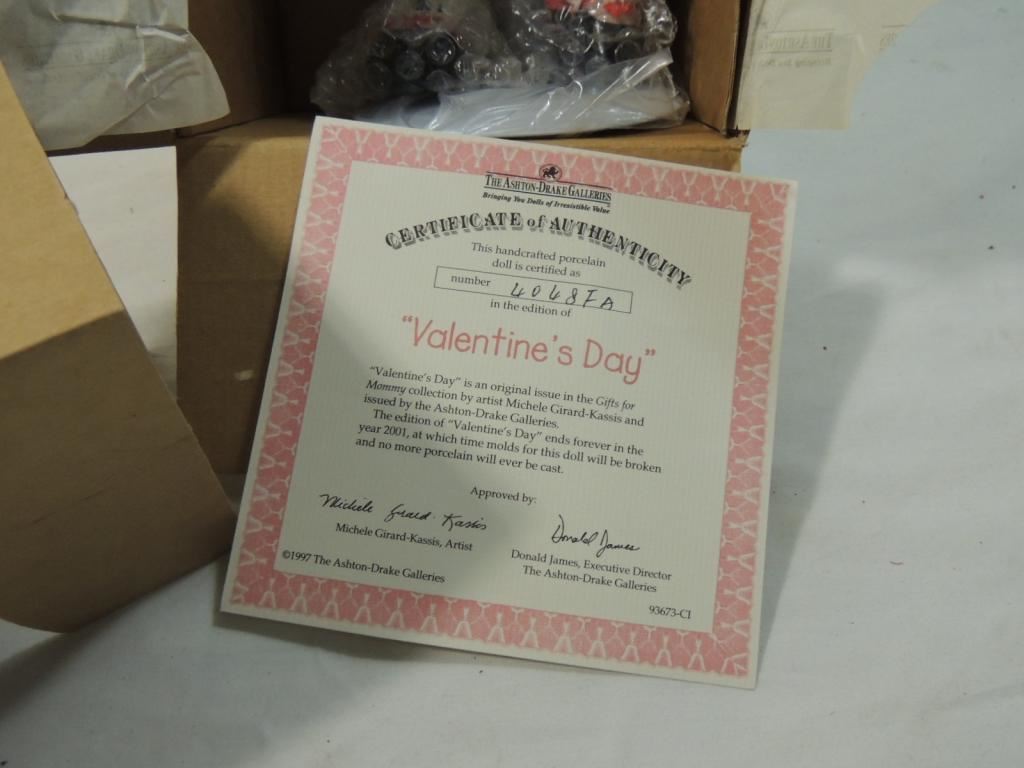 THE ASHTON-DRAKE GALLERIES
Bringing You Dolls of Irresistible Value
CERTIFICATE of AUTHENTICITY
This handcrafted porcelain
doll is certified as
number 4048FA
in the edition of
"Valentine's Day"
"Valentine's Day" is an original issue in the Gifts for
Mommy collection by artist Michele Girard-Kassis and
issued by the Ashton-Drake Galleries.
The edition of "Valentine's Day" ends forever in the
year 2001, at which time molds for this doll will be broken
and no more porcelain will ever be cast.
Approved by:
Michele Girard-Kassis
Michele Girard-Kassis, Artist
Donald James
Donald James, Executive Director
The Ashton-Drake Galleries
©1997 The Ashton-Drake Galleries
93673-CI